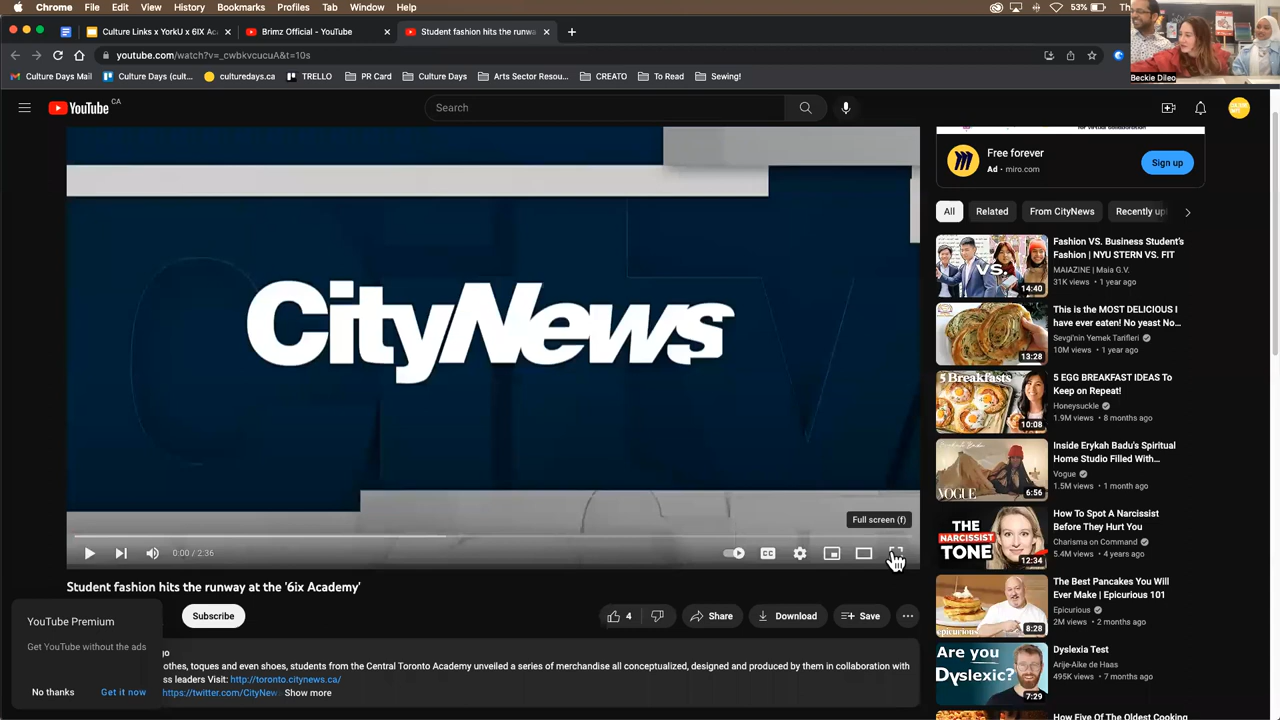 Chrome File Edit View History Bookmarks Profiles Tab Window Help
53% Th
Culture Links x YorkU x 6IX Ac
Brimz Official - YouTube
Student fashion hits the runwa
youtube.com/watch?v=_cwbkvcucuA&t=10s
Culture Days Mail
Culture Days (cult...
culturedays.ca
TRELLO
PR Card
Culture Days
Arts Sector Resou...
CREATO
To Read
Sewing!
Beckie Dileo
YouTube CA
Search
CityNews
Full screen (f)
0:00 / 2:36
CC
Student fashion hits the runway at the '6ix Academy'
Subscribe
4
Share
Download
Save
YouTube Premium
Get YouTube without the ads
No thanks
Get it now
go
othes, toques and even shoes, students from the Central Toronto Academy unveiled a series of merchandise all conceptualized, designed and produced by them in collaboration with
ss leaders Visit: http://toronto.citynews.ca/
https://twitter.com/CityNew
Show more
for virtual collaboration!
Free forever
Ad • miro.com
Sign up
All
Related
From CityNews
Recently upl
VS.
14:40
Fashion VS. Business Student's
Fashion | NYU STERN VS. FIT
MAIAZINE | Maia G.V.
31K views • 1 year ago
13:28
This is the MOST DELICIOUS I
have ever eaten! No yeast No...
Sevgi'nin Yemek Tarifleri
10M views • 1 year ago
5 Breakfasts
10:08
5 EGG BREAKFAST IDEAS To
Keep on Repeat!
Honeysuckle
1.9M views • 8 months ago
VOGUE
6:56
Inside Erykah Badu's Spiritual
Home Studio Filled With...
Vogue
1.5M views • 1 month ago
THE
NARCISSIST
TONE
12:34
How To Spot A Narcissist
Before They Hurt You
Charisma on Command
5.4M views • 4 years ago
epicurious
8:28
The Best Pancakes You Will
Ever Make | Epicurious 101
Epicurious
2M views • 2 months ago
Are you
Dyslexic?
7:29
Dyslexia Test
Arije-Aike de Haas
495K views • 7 months ago
How Five Of The Oldest Cooking